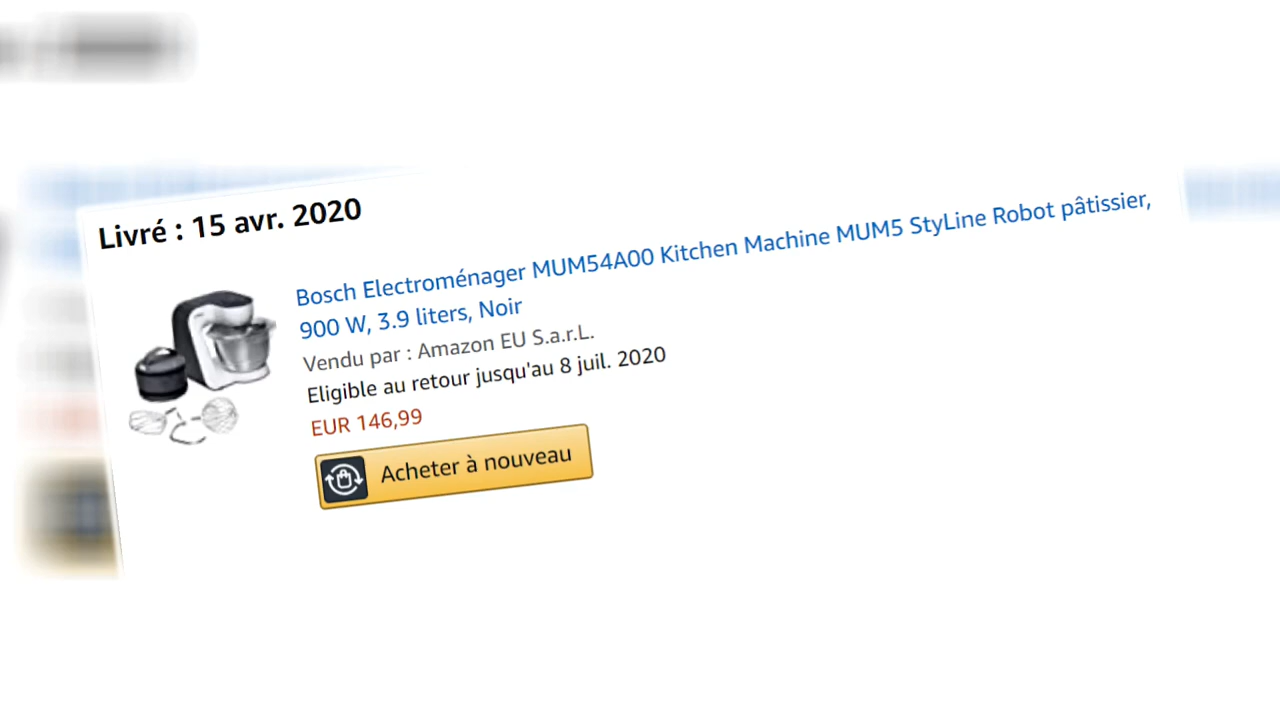 Livré : 15 avr. 2020
Bosch Electroménager MUM54A00 Kitchen Machine MUM5 StyLine Robot pâtissier,
900 W, 3.9 liters, Noir
Vendu par : Amazon EU S.a.r.L.
Eligible au retour jusqu'au 8 juil. 2020
EUR 146,99
Acheter à nouveau